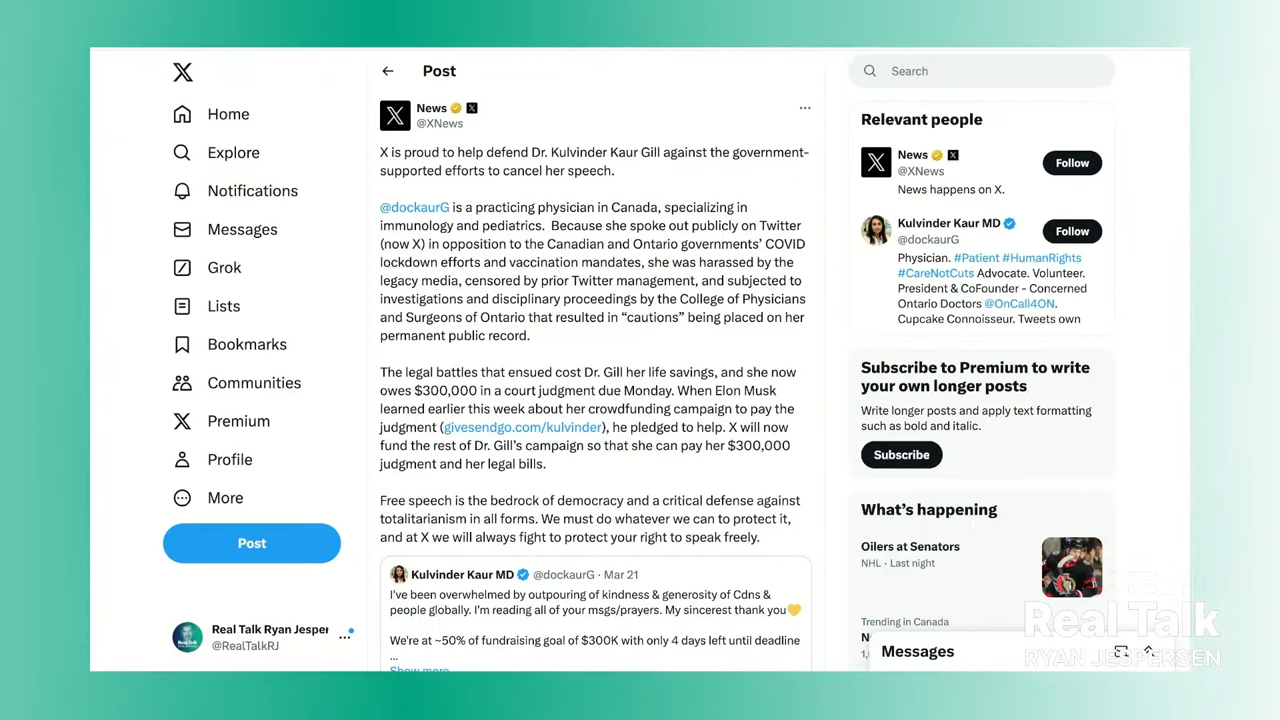 Home
Explore
Notifications
Messages
Grok
Lists
Bookmarks
Communities
Premium
Profile
More
Post
Real Talk Ryan Jesper
@RealTalkRJ
Post
News
@XNews
X is proud to help defend Dr. Kulvinder Kaur Gill against the government-
supported efforts to cancel her speech.
@dockaurG is a practicing physician in Canada, specializing in
immunology and pediatrics. Because she spoke out publicly on Twitter
(now X) in opposition to the Canadian and Ontario governments' COVID
lockdown efforts and vaccination mandates, she was harassed by the
legacy media, censored by prior Twitter management, and subjected to
investigations and disciplinary proceedings by the College of Physicians
and Surgeons of Ontario that resulted in "cautions" being placed on her
permanent public record.
The legal battles that ensued cost Dr. Gill her life savings, and she now
owes $300,000 in a court judgment due Monday. When Elon Musk
learned earlier this week about her crowdfunding campaign to pay the
judgment (givesendgo.com/kulvinder), he pledged to help. X will now
fund the rest of Dr. Gill's campaign so that she can pay her $300,000
judgment and her legal bills.
Free speech is the bedrock of democracy and a critical defense against
totalitarianism in all forms. We must do whatever we can to protect it,
and at X we will always fight to protect your right to speak freely.
Kulvinder Kaur MD @dockaurG · Mar 21
I've been overwhelmed by outpouring of kindness & generosity of Cdns &
people globally. I'm reading all of your msgs/prayers. My sincerest thank you💛
We're at ~50% of fundraising goal of $300K with only 4 days left until deadline
...
Show more
Search
Relevant people
News
@XNews
Follow
News happens on X.
Kulvinder Kaur MD
@dockaurG
Follow
Physician. #Patient #HumanRights
#CareNotCuts Advocate. Volunteer.
President & CoFounder - Concerned
Ontario Doctors @OnCall4ON.
Cupcake Connoisseur. Tweets own
Subscribe to Premium to write
your own longer posts
Write longer posts and apply text formatting
such as bold and italic.
Subscribe
What's happening
Oilers at Senators
NHL · Last night
Trending in Canada
Messages
Real Talk
RYAN JESPERSEN